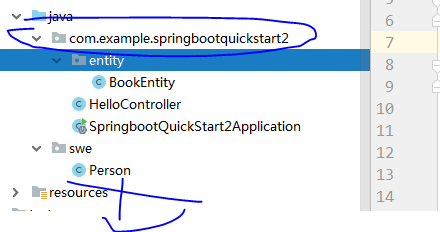 java
com.example.springbootquickstart2
entity
BookEntity
HelloController
SpringbootQuickStart2Application
swe
Person
resources
6
7
8
9
10
11
12
13
14